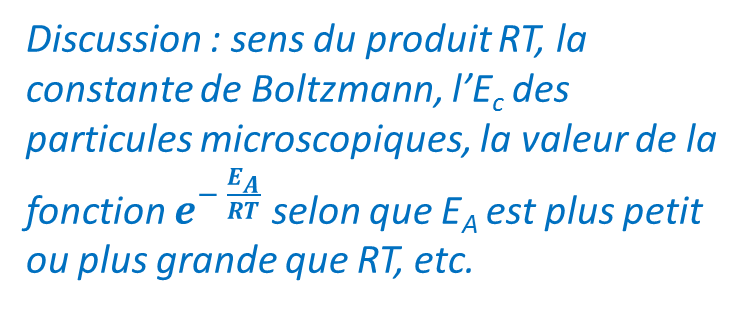 Discussion : sens du produit RT, la
constante de Boltzmann, l’E_c des
particules microscopiques, la valeur de la
fonction e^{-\frac{E_A}{RT}} selon que E_A est plus petit
ou plus grande que RT, etc.